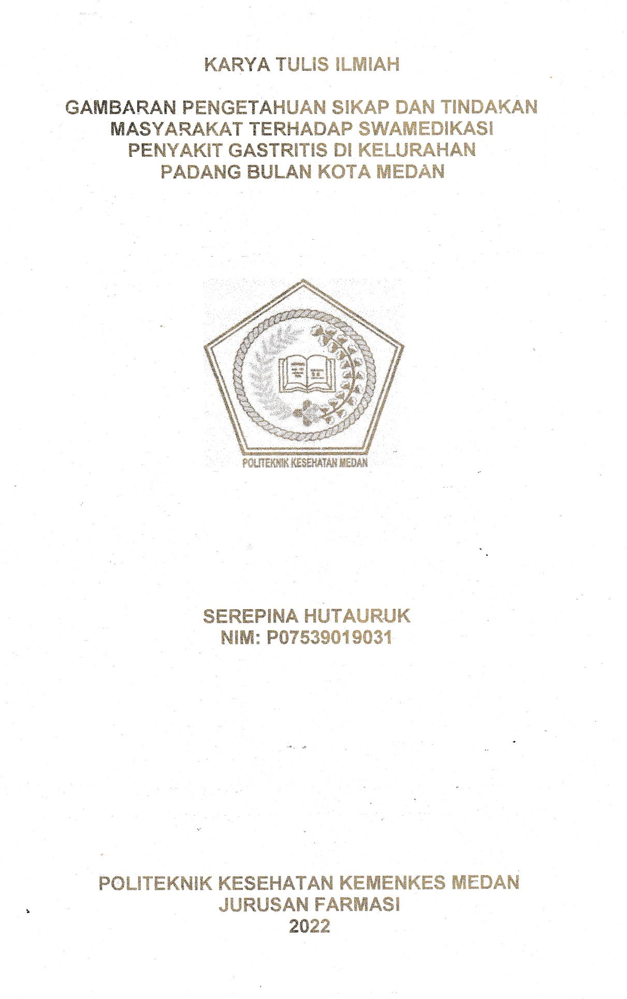 KARYA TULIS ILMIAH
GAMBARAN PENGETAHUAN SIKAP DAN TINDAKAN
MASYARAKAT TERHADAP SWAMEDIKASI
PENYAKIT GASTRITIS DI KELURAHAN
PADANG BULAN KOTA MEDAN
POLITEKNIK KESEHATAN MEDAN
SEREPINA HUTAURUK
NIM: P07539019031
POLITEKNIK KESEHATAN KEMENKES MEDAN
JURUSAN FARMASI
2022